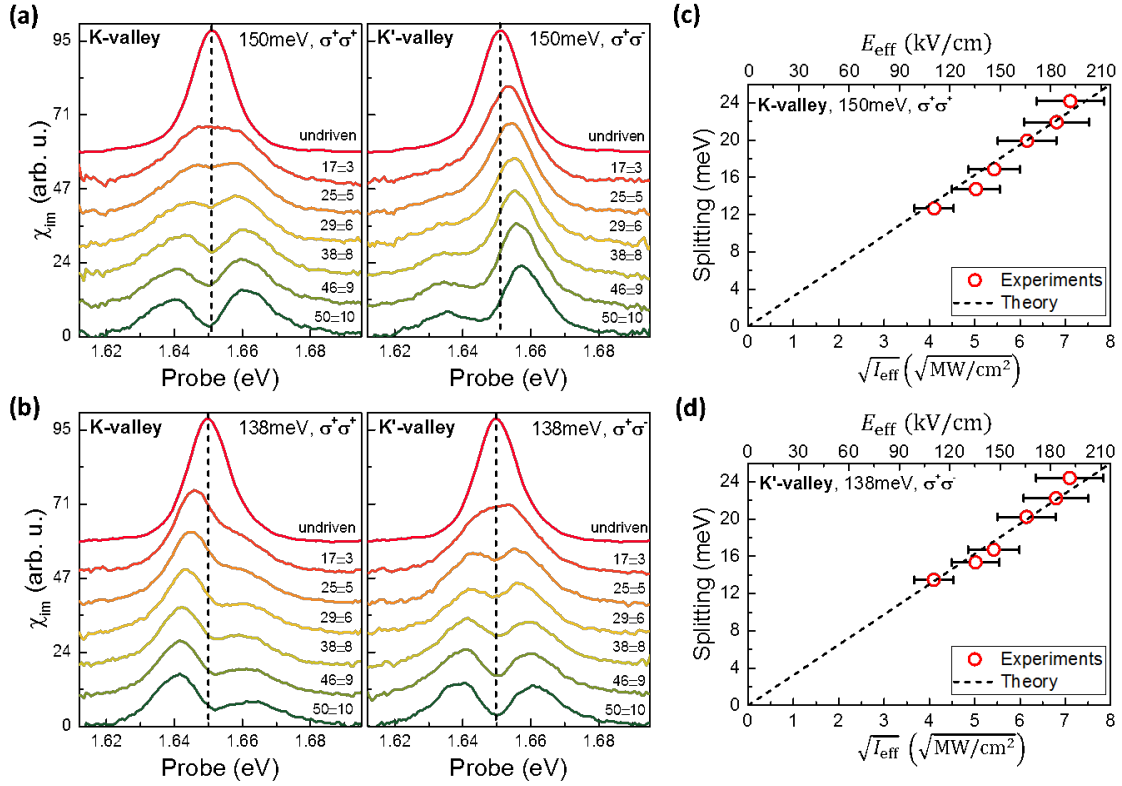 (a)
K-valley
150meV, σ⁺σ⁺
K'-valley
150meV, σ⁺σ⁻
95
71
47
24
0
χim (arb. u.)
undriven
17±3
25±5
29±6
38±8
46±9
50±10
undriven
17±3
25±5
29±6
38±8
46±9
50±10
1.62 1.64 1.66 1.68
1.62 1.64 1.66 1.68
Probe (eV)
Probe (eV)
(b)
K-valley
138meV, σ⁺σ⁺
K'-valley
138meV, σ⁺σ⁻
95
71
47
24
0
χim (arb. u.)
undriven
17±3
25±5
29±6
38±8
46±9
50±10
undriven
17±3
25±5
29±6
38±8
46±9
50±10
1.62 1.64 1.66 1.68
1.62 1.64 1.66 1.68
Probe (eV)
Probe (eV)
(c)
Eeff (kV/cm)
0 30 60 90 120 150 180 210
K-valley, 150meV, σ⁺σ⁺
24
20
16
12
8
4
0
Splitting (meV)
Experiments
Theory
0 1 2 3 4 5 6 7 8
√Ieff (√MW/cm²)
(d)
Eeff (kV/cm)
0 30 60 90 120 150 180 210
K'-valley, 138meV, σ⁺σ⁻
24
20
16
12
8
4
0
Splitting (meV)
Experiments
Theory
0 1 2 3 4 5 6 7 8
√Ieff (√MW/cm²)